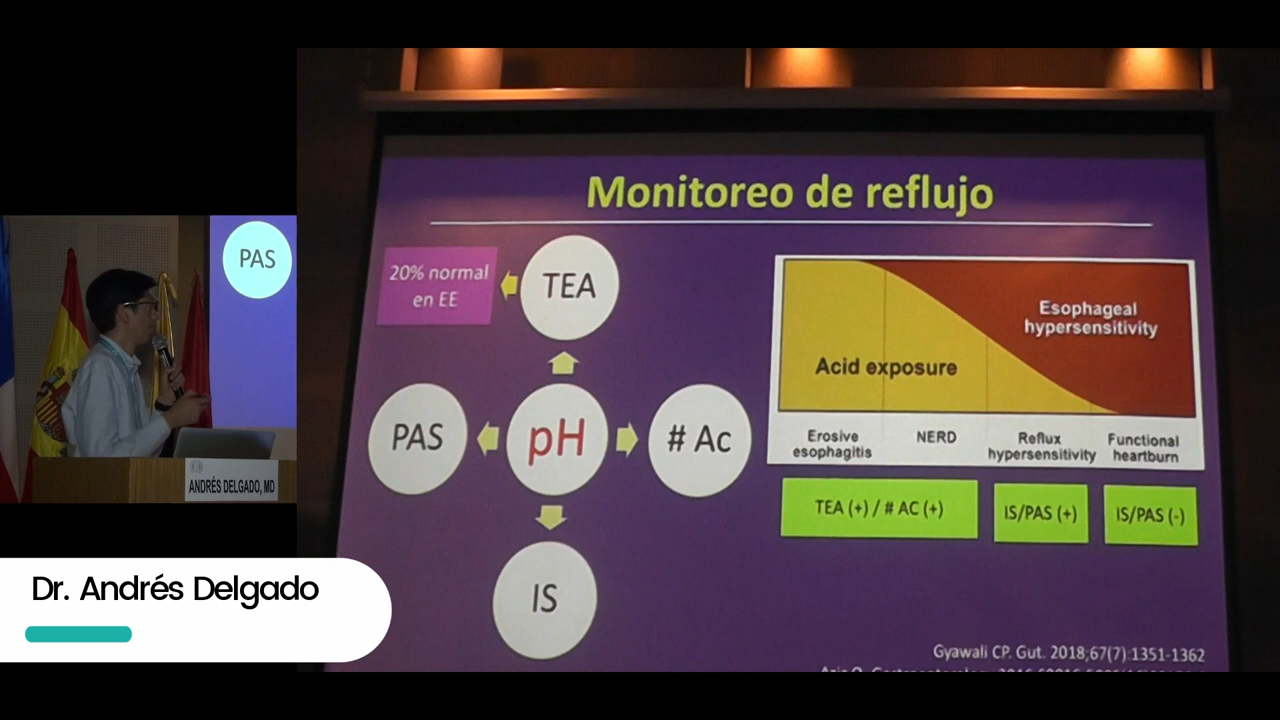 Monitoreo de reflujo
20% normal
en EE
TEA
PAS
pH
# Ac
IS
Esophageal
hypersensitivity
Acid exposure
Erosive
esophagitis
NERD
Reflux
hypersensitivity
Functional
heartburn
TEA (+) / # AC (+)
IS/PAS (+)
IS/PAS (-)
Gyawali CP. Gut. 2018;67(7):1351-1362
PAS
ANDRÉS DELGADO, MD
Dr. Andrés Delgado